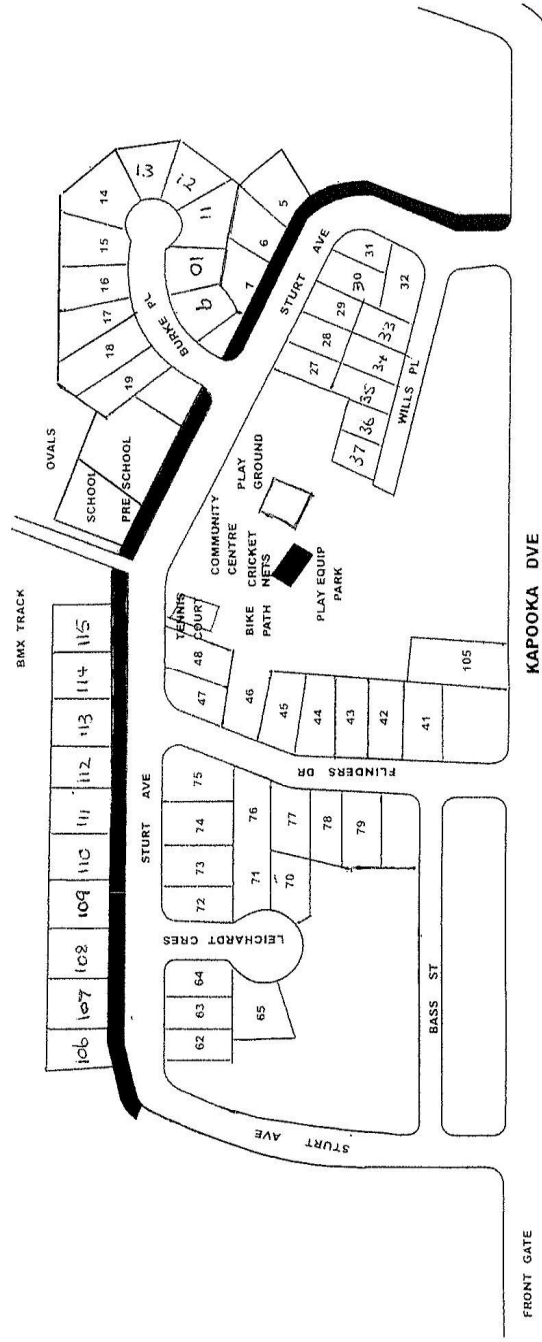 BMX TRACK
OVALS
SCHOOL
PRE SCHOOL
106
107
108
109
110
111
112
113
114
115
19
18
17
16
15
14
13
12
11
10
9
BURKE PL
7
6
5
STURT AVE
STURT AVE
62
63
64
65
LEICHARDT CRES
72
73
74
75
71
76
70
77
78
79
FLINDERS DR
47
48
46
45
44
43
42
41
105
TENNIS
COURT
BIKE
PATH
COMMUNITY
CENTRE
CRICKET
NETS
PLAY
GROUND
PLAY EQUIP
PARK
27
28
29
30
31
32
33
34
35
36
37
WILLS PL
STURT AVE
BASS ST
KAPOOKA DVE
FRONT GATE